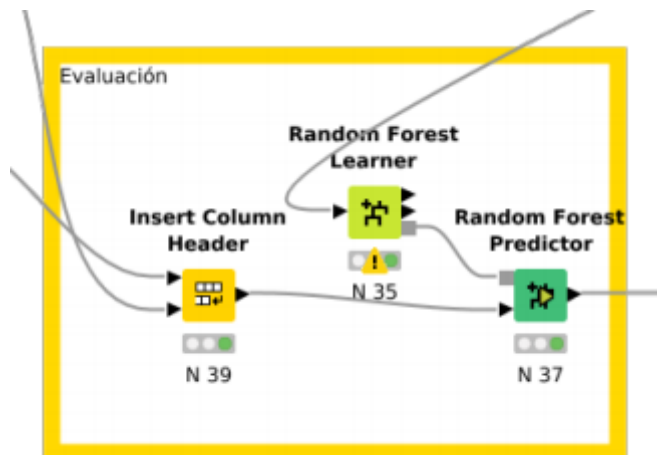 Evaluación
Random Forest
Learner
Insert Column
Header
Random Forest
Predictor
N 35
N 39
N 37